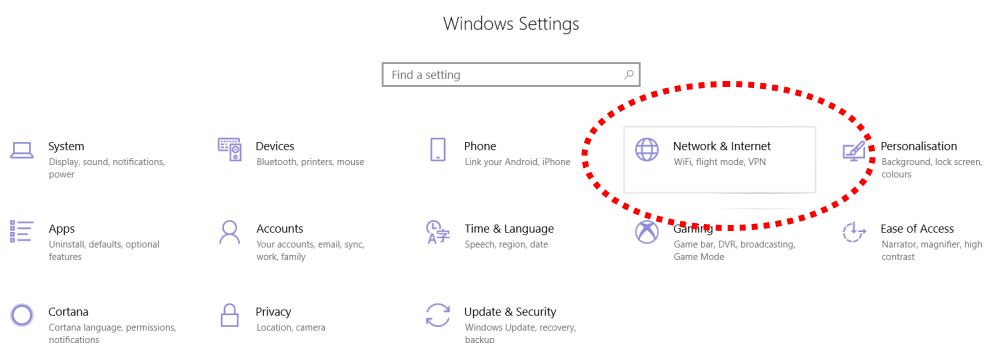 Windows Settings
Find a setting
System
Display, sound, notifications,
power
Devices
Bluetooth, printers, mouse
Phone
Link your Android, iPhone
Network & Internet
WiFi, flight mode, VPN
Personalisation
Background, lock screen,
colours
Apps
Uninstall, defaults, optional
features
Accounts
Your accounts, email, sync,
work, family
Time & Language
Speech, region, date
Gaming
Game bar, DVR, broadcasting,
Game Mode
Ease of Access
Narrator, magnifier, high
contrast
Cortana
Cortana language, permissions,
notifications
Privacy
Location, camera
Update & Security
Windows Update, recovery,
backup